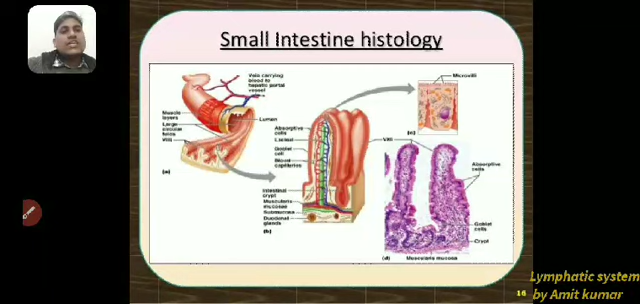 Small Intestine histology
Veis carrying
blood to
hepatic portal
vessel
Muscle
layers
Large
circular
folds
Villi
Lumen
(a)
Absorptive
cells
Lacteal
Goblet
cell
Blood
capillaries
Intestinal
crypt
Muscularis
mucosae
Submucosa
Duodenal
glands
(b)
Microvilli
(c)
Villi
Absorptive
cells
Goblet
cells
Crypt
(d)
Muscularis mucosa
16
Lymphatic system
by Amit kumar